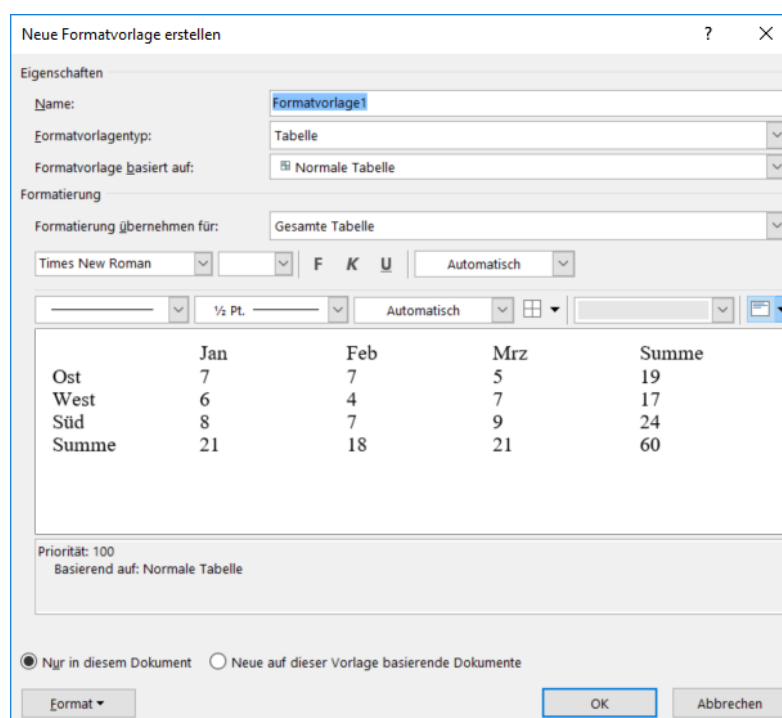 Neue Formatvorlage erstellen ? ×
Eigenschaften
Name: Formatvorlage1
Formatvorlagentyp: Tabelle
Formatvorlage basiert auf: Normale Tabelle
Formatierung
Formatierung übernehmen für: Gesamte Tabelle
Times New Roman F K U Automatisch
½ Pt. Automatisch
Jan Feb Mrz Summe
Ost 7 7 5 19
West 6 4 7 17
Süd 8 7 9 24
Summe 21 18 21 60
Priorität: 100
Basierend auf: Normale Tabelle
Nur in diesem Dokument Neue auf dieser Vorlage basierende Dokumente
Format OK Abbrechen